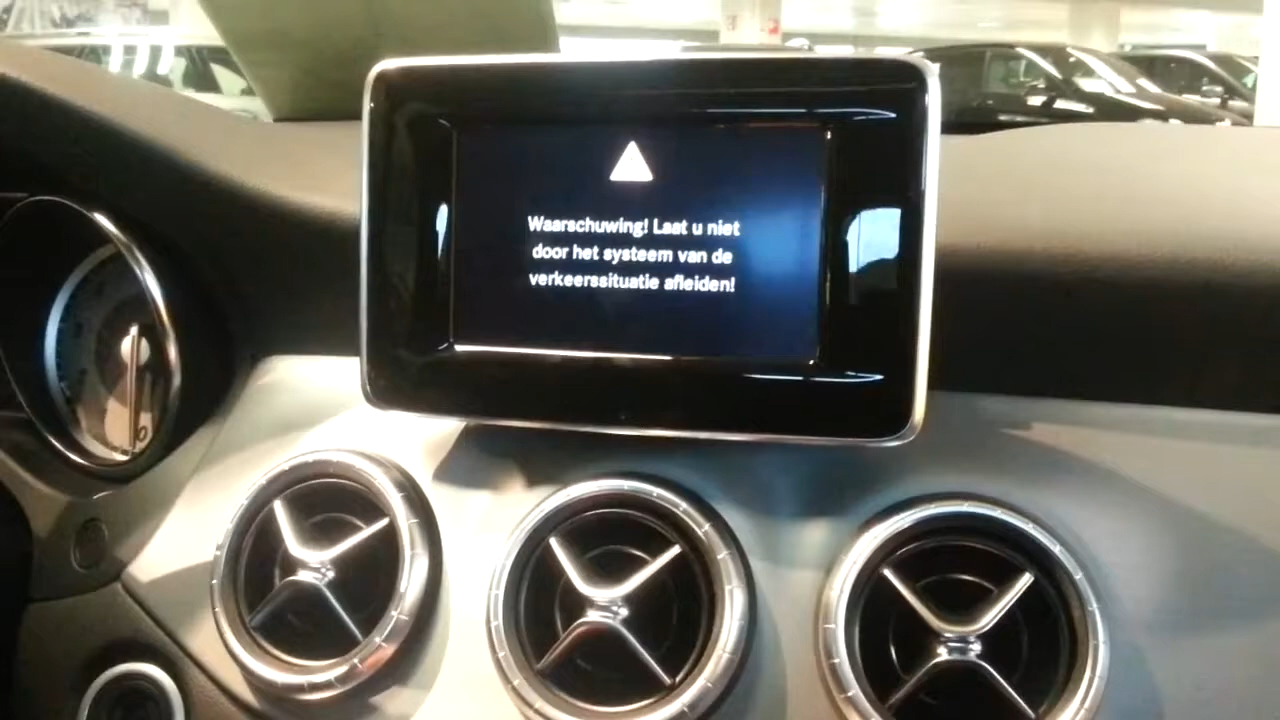 Waarschuwing! Laat u niet
door het systeem van de
verkeerssituatie afleiden!